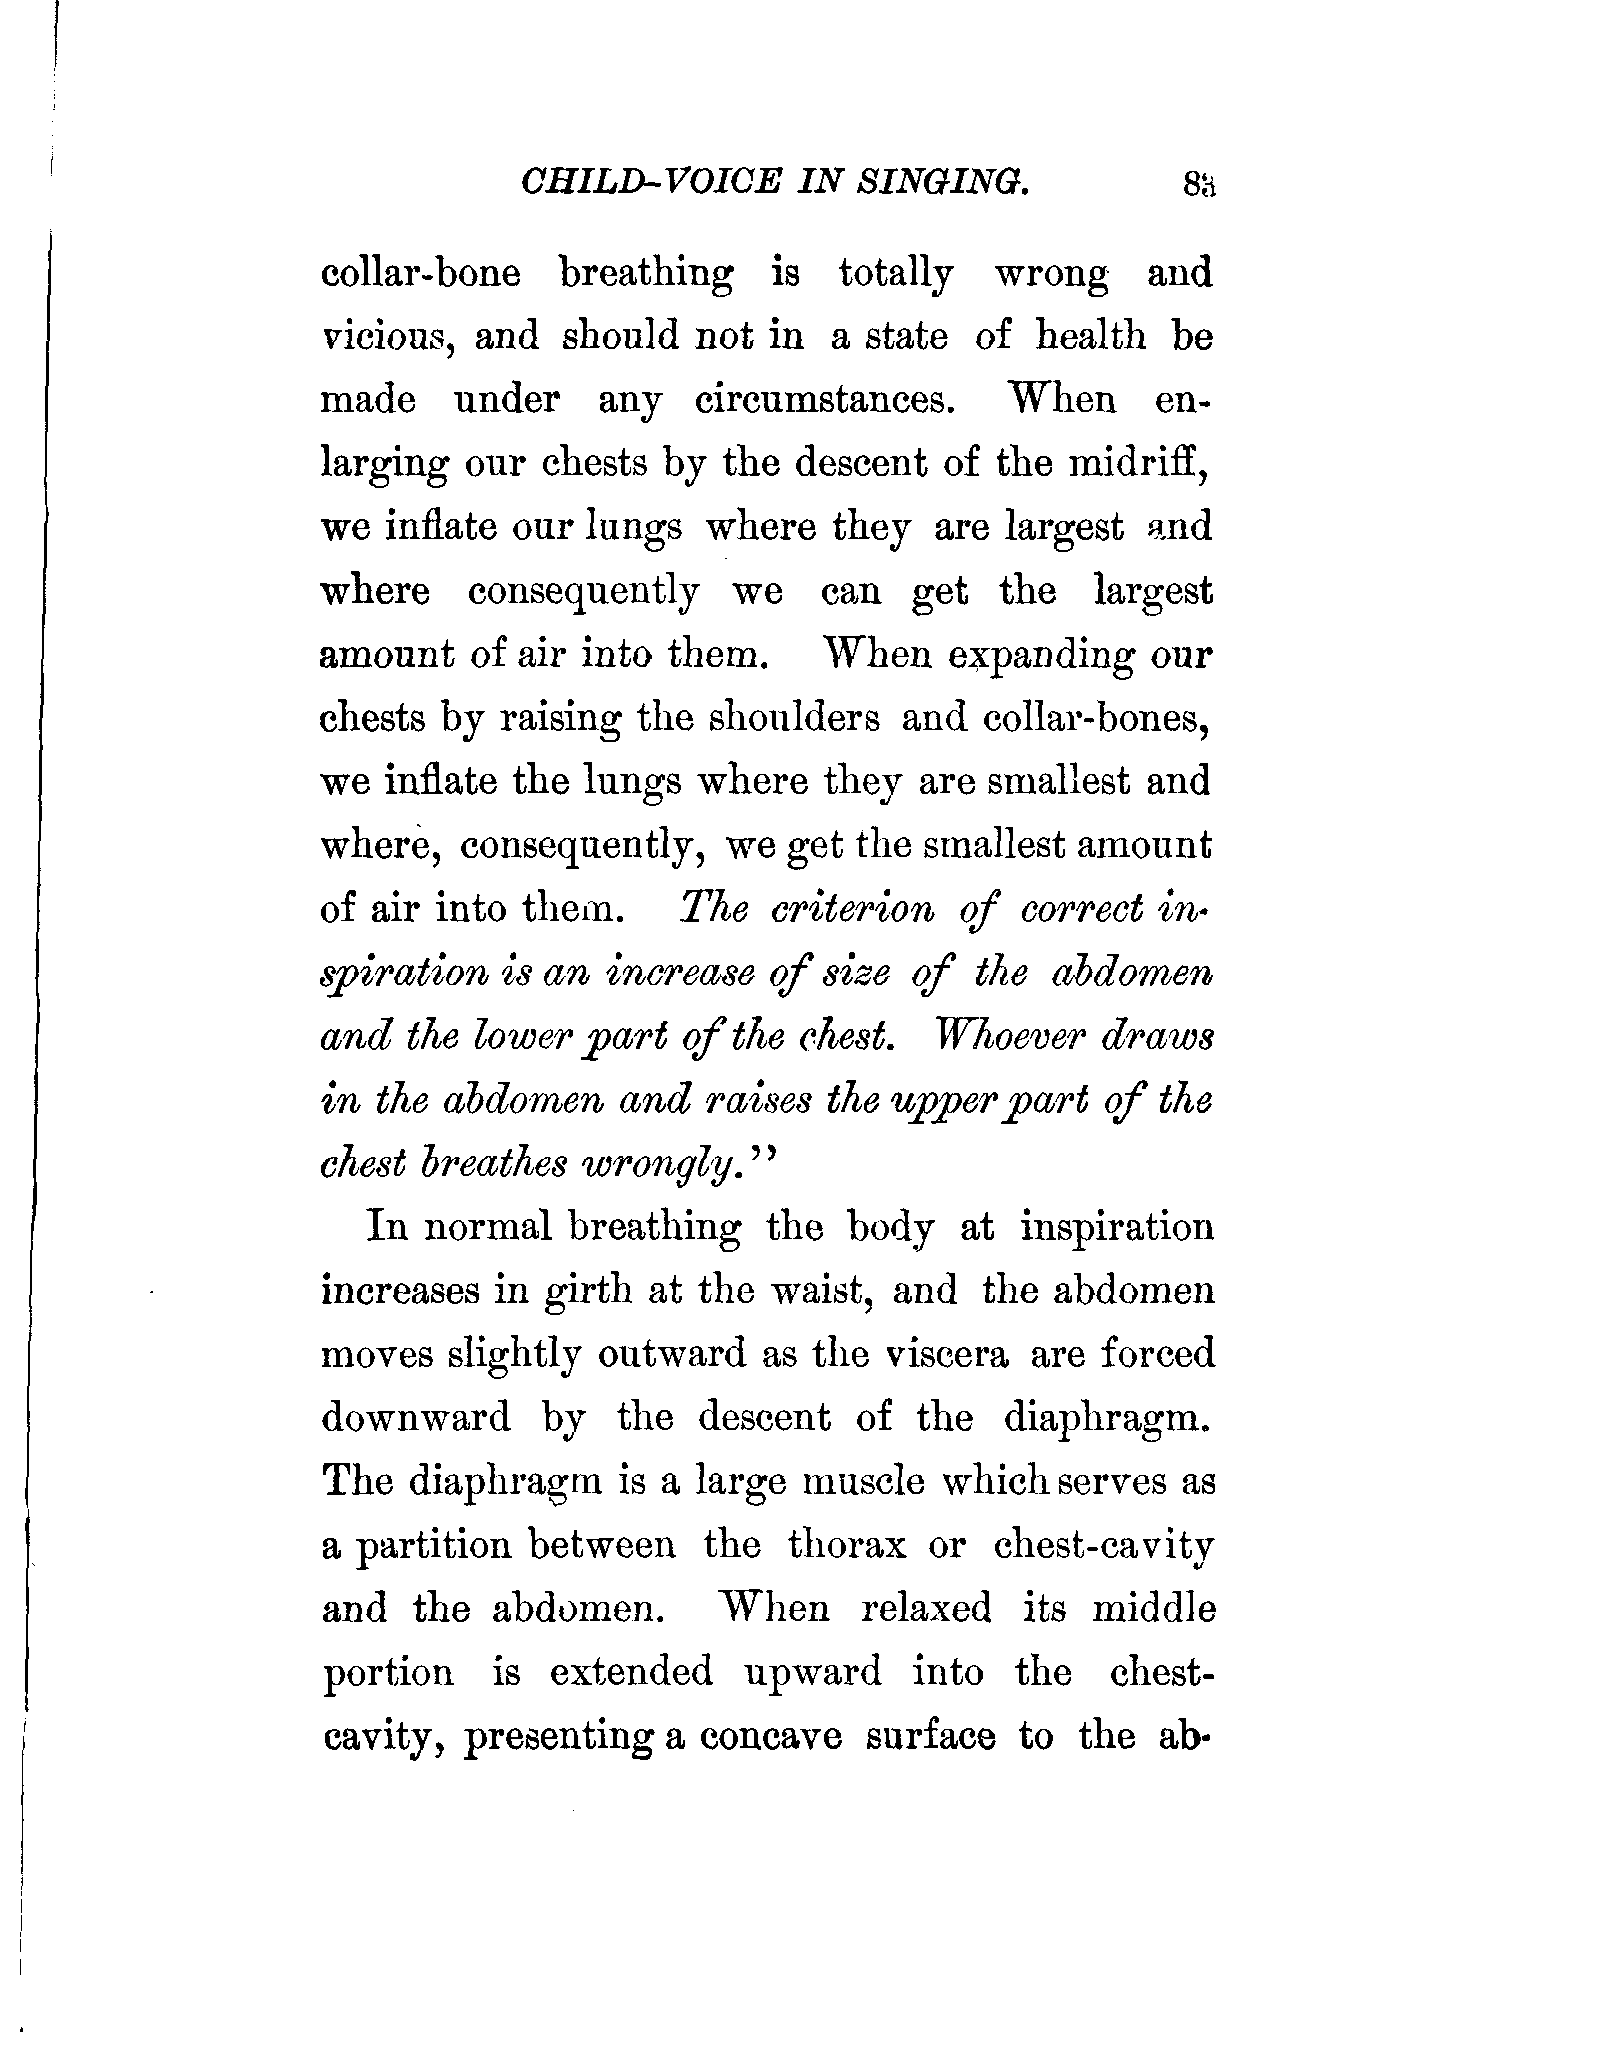 CHILD-VOICE IN SINGING. 83
collar-bone breathing is totally wrong and
vicious, and should not in a state of health be
made under any circumstances. When en-
larging our chests by the descent of the midriff,
we inflate our lungs where they are largest and
where consequently we can get the largest
amount of air into them. When expanding our
chests by raising the shoulders and collar-bones,
we inflate the lungs where they are smallest and
where, consequently, we get the smallest amount
of air into them. The criterion of correct in-
spiration is an increase of size of the abdomen
and the lower part of the chest. Whoever draws
in the abdomen and raises the upper part of the
chest breathes wrongly."
In normal breathing the body at inspiration
increases in girth at the waist, and the abdomen
moves slightly outward as the viscera are forced
downward by the descent of the diaphragm.
The diaphragm is a large muscle which serves as
a partition between the thorax or chest-cavity
and the abdomen. When relaxed its middle
portion is extended upward into the chest-
cavity, presenting a concave surface to the ab-